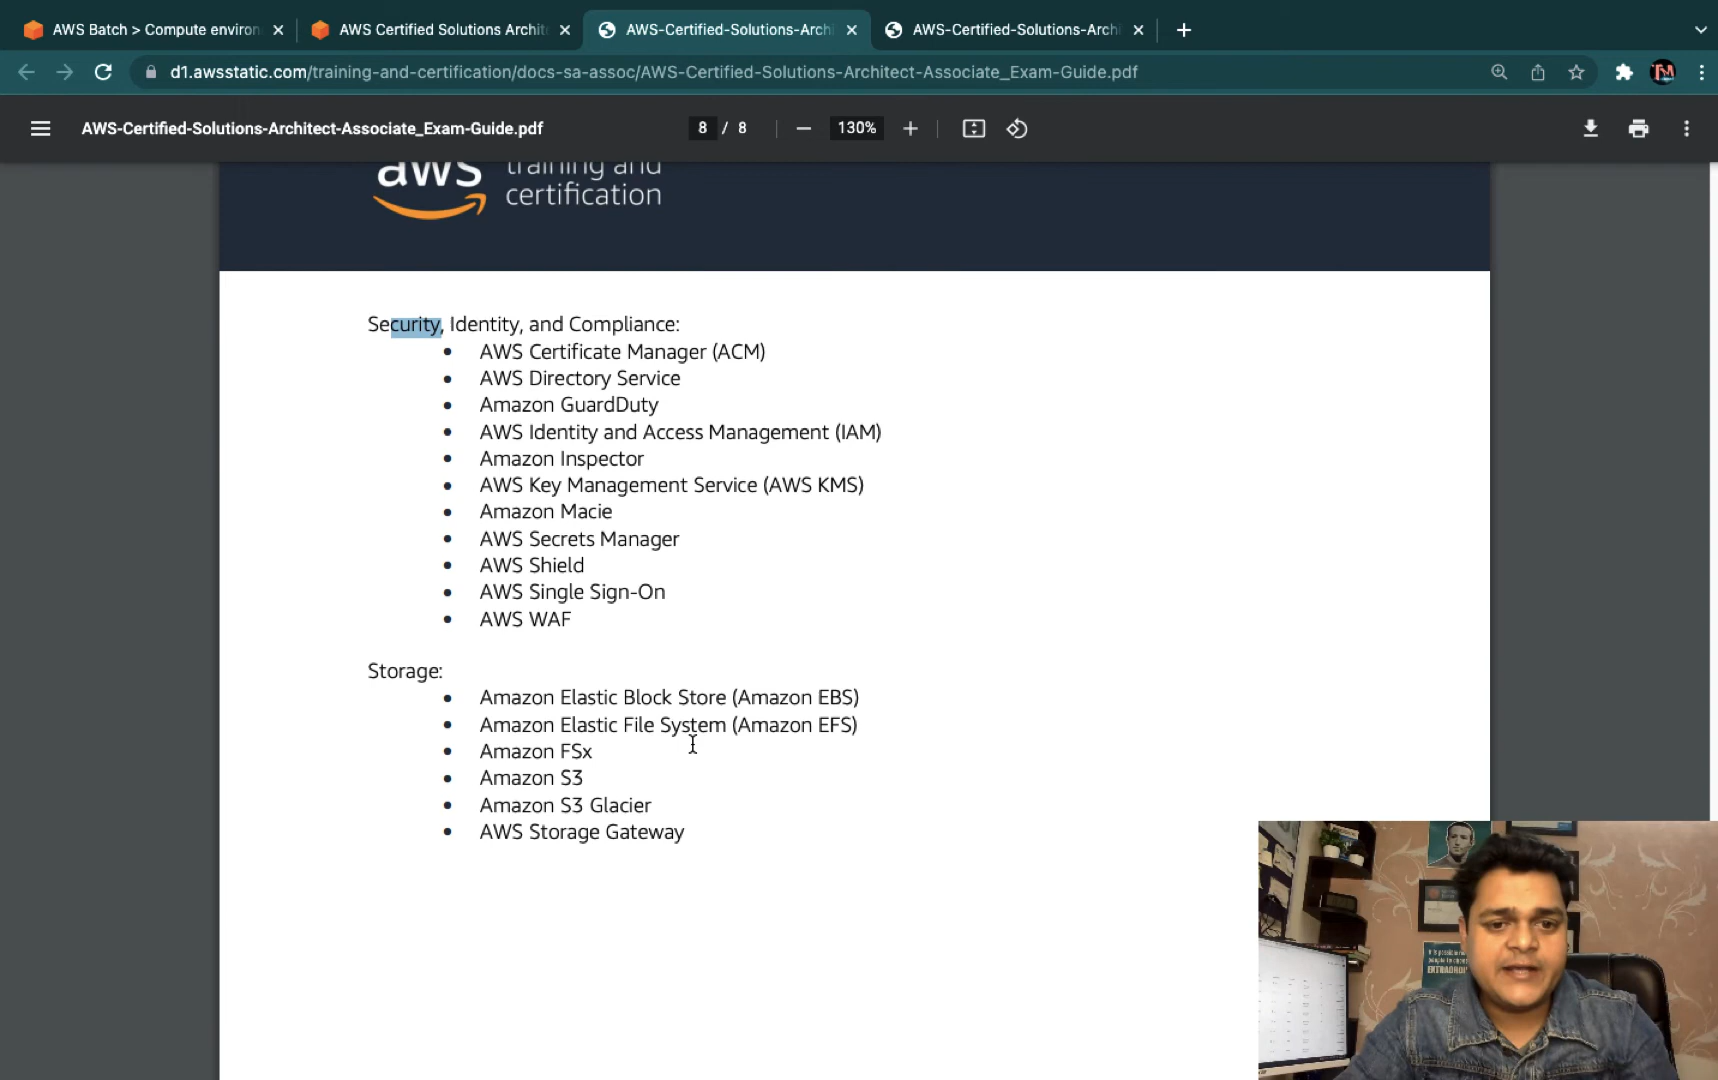 AWS Batch > Compute environ
AWS Certified Solutions Archit
AWS-Certified-Solutions-Archi
AWS-Certified-Solutions-Archi
d1.awsstatic.com/training-and-certification/docs-sa-assoc/AWS-Certified-Solutions-Architect-Associate_Exam-Guide.pdf
AWS-Certified-Solutions-Architect-Associate_Exam-Guide.pdf
8 / 8
130%
aws training and
certification
Security, Identity, and Compliance:
• AWS Certificate Manager (ACM)
• AWS Directory Service
• Amazon GuardDuty
• AWS Identity and Access Management (IAM)
• Amazon Inspector
• AWS Key Management Service (AWS KMS)
• Amazon Macie
• AWS Secrets Manager
• AWS Shield
• AWS Single Sign-On
• AWS WAF
Storage:
• Amazon Elastic Block Store (Amazon EBS)
• Amazon Elastic File System (Amazon EFS)
• Amazon FSx
• Amazon S3
• Amazon S3 Glacier
• AWS Storage Gateway